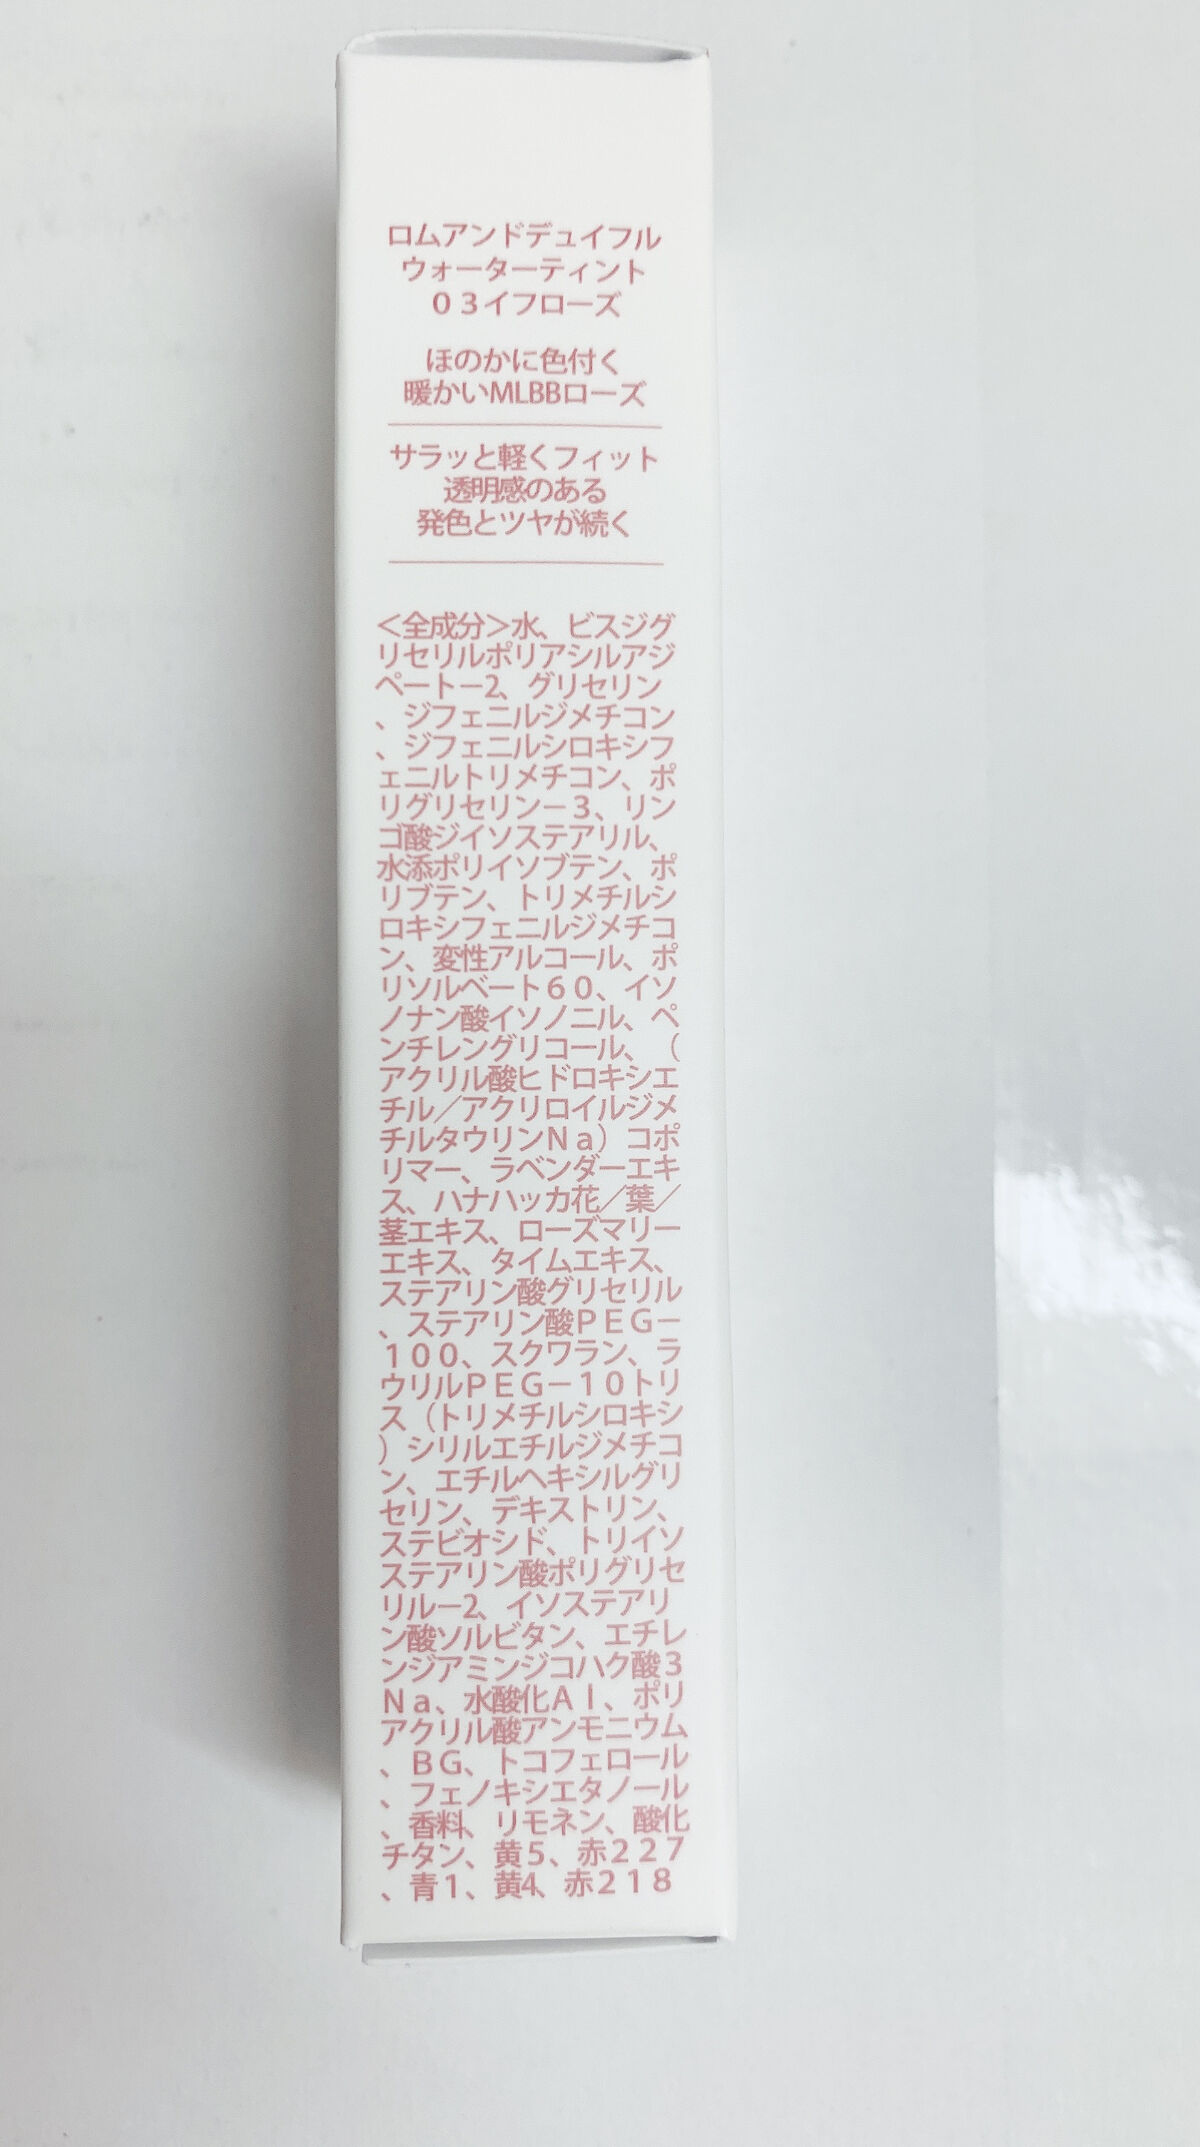 ロムアンドデュイフル
ウォーターティント
０３イフローズ
ほのかに色付く
暖かいMLBBローズ
サラッと軽くフィット
透明感のある
発色とツヤが続く
＜全成分＞水、ビスジグ
リセリルポリアシルアジ
ペートー2、グリセリン
、ジフェニルジメチコン
、ジフェニルシロキシフ
ェニルトリメチコン、ポ
リグリセリン－３、リン
ゴ酸ジイソステアリル、
水添ポリイソブテン、ポ
リブテン、トリメチルシ
ロキシフェニルジメチコ
ン、変性アルコール、ポ
リソルベート６０、イソ
ノナン酸イソノニル、ペ
ンチレングリコール、（
アクリル酸ヒドロキシエ
チル／アクリロイルジメ
チルタウリンＮａ）コポ
リマー、ラベンダーエキ
ス、ハナハッカ花／葉／
茎エキス、ローズマリー
エキス、タイムエキス、
ステアリン酸グリセリル
、ステアリン酸ＰＥＧ－
１００、スクワラン、ラ
ウリルＰＥＧ－１０トリ
ス（トリメチルシロキシ
）シリルエチルジメチコ
ン、エチルヘキシルグリ
セリン、デキストリン、
ステビオシド、トリイソ
ステアリン酸ポリグリセ
リルー2、イソステアリ
ン酸ソルビタン、エチレ
ンジアミンジコハク酸３
Ｎａ、水酸化Ａｌ、ポリ
アクリル酸アンモニウム
、ＢＧ、トコフェロール
、フェノキシエタノール
、香料、リモネン、酸化
チタン、黄５、赤２２７
、青１、黄4、赤２１８